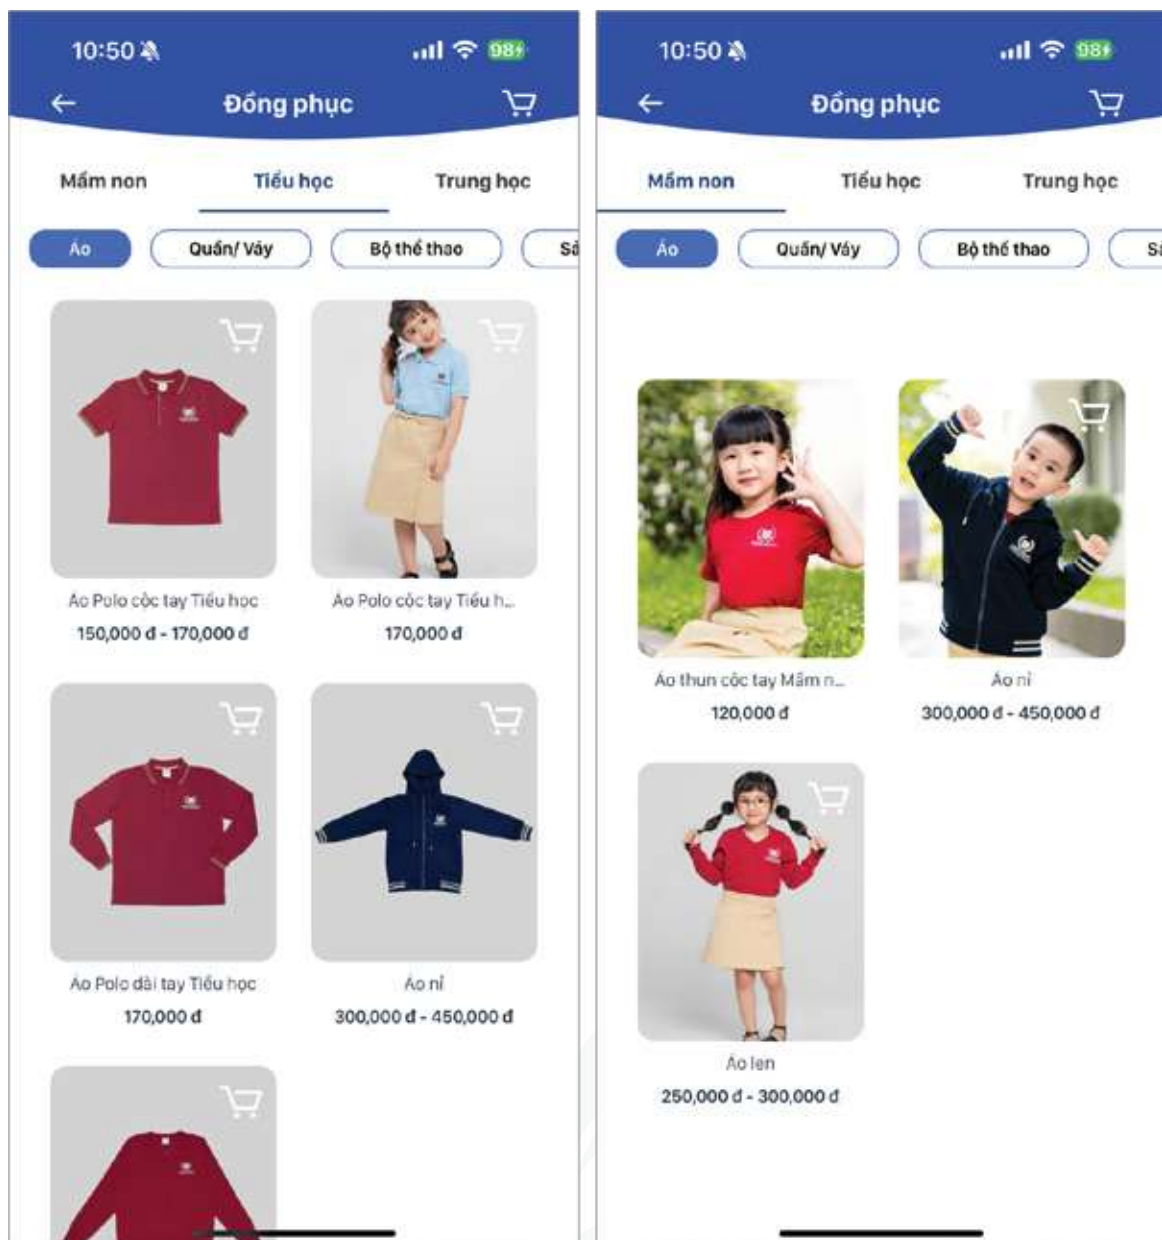 10:50
98
Đồng phục
Mầm non
Tiểu học
Trung học
Áo
Quần/ Váy
Bộ thể thao
Áo Polo cộc tay Tiểu học
150,000 đ - 170,000 đ
Áo Polo cộc tay Tiểu h...
170,000 đ
Áo Polo dài tay Tiểu học
170,000 đ
Áo nỉ
300,000 đ - 450,000 đ
10:50
98
Đồng phục
Mầm non
Tiểu học
Trung học
Áo
Quần/ Váy
Bộ thể thao
Áo thun cộc tay Mầm n...
120,000 đ
Áo nỉ
300,000 đ - 450,000 đ
Áo len
250,000 đ - 300,000 đ